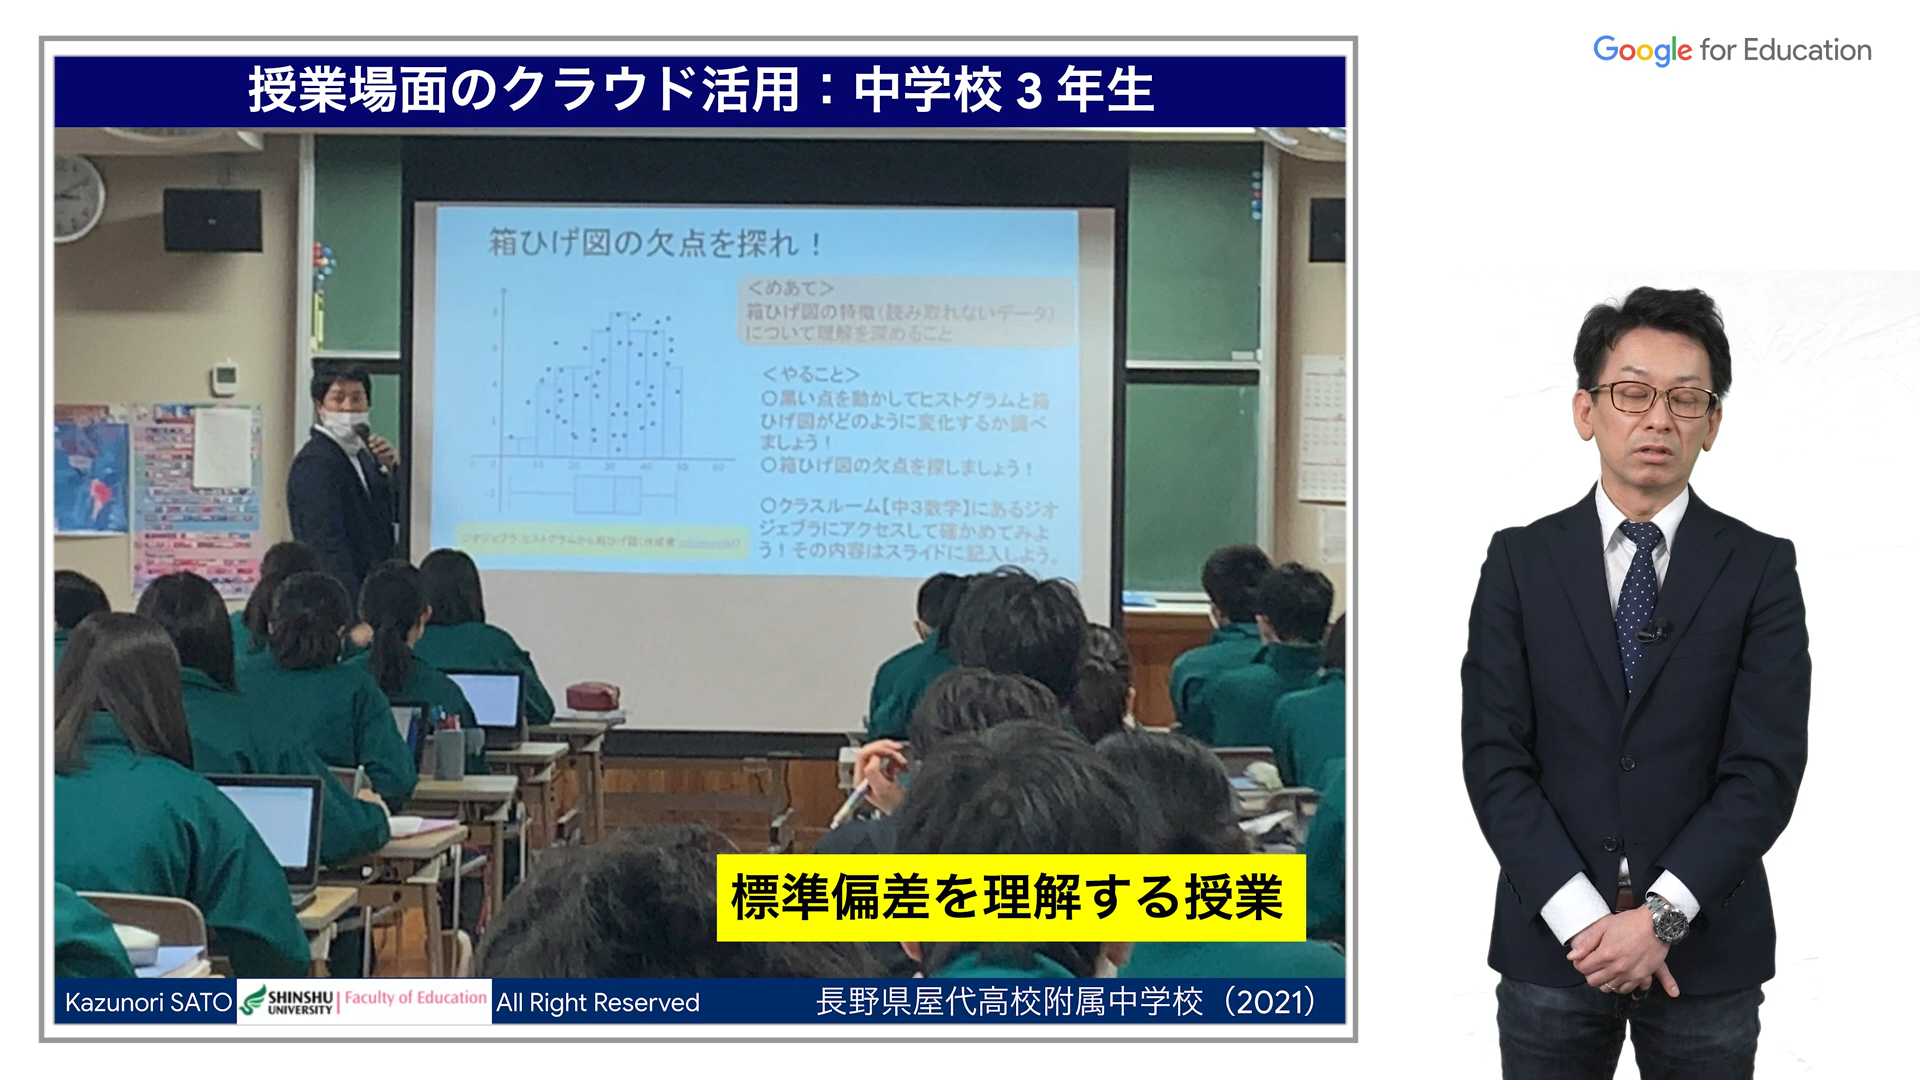 Google for Education
授業場面のクラウド活用：中学校3年生
箱ひげ図の欠点を探れ！
＜めあて＞
箱ひげ図の特徴（読み取れないデータ）
について理解を深めること
＜やること＞
〇黒い点を動かしてヒストグラムと箱
ひげ図がどのように変化するか調べ
ましょう！
〇箱ひげ図の欠点を探しましょう！
〇クラスルーム【中3数学】にあるジオ
ジェブラにアクセスして確かめてみよ
う！その内容はスライドに記入しよう。
10 20 30 40 50 60
標準偏差を理解する授業
Kazunori SATO SHINSHU UNIVERSITY Faculty of Education All Right Reserved
長野県屋代高校附属中学校（2021）